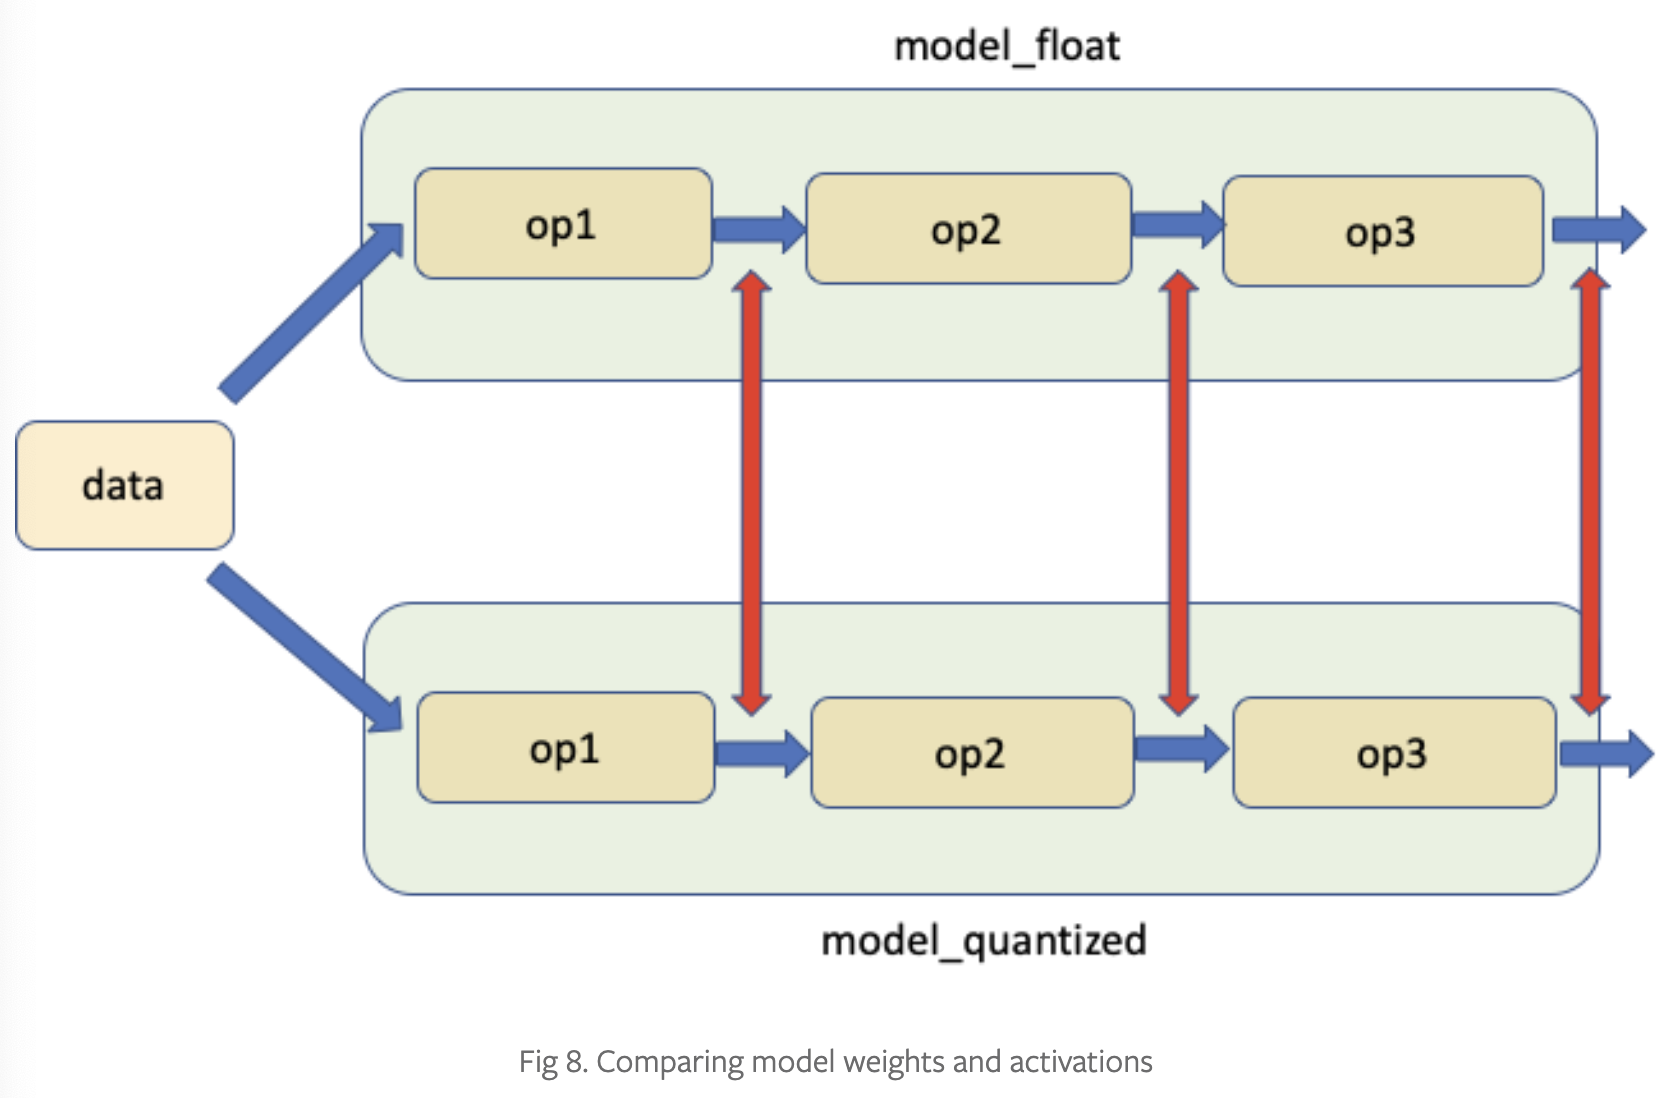 model_float
op1
op2
op3
data
op1
op2
op3
model_quantized
Fig 8. Comparing model weights and activations